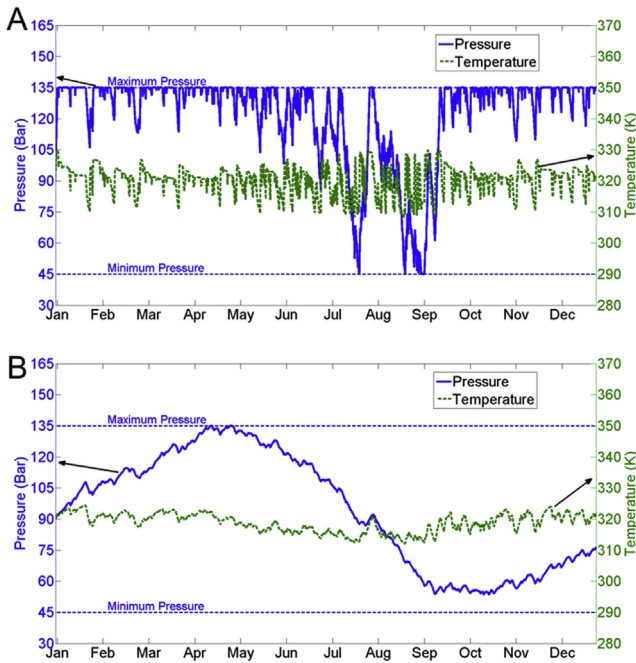 A
165
150
135
120
105
90
75
60
45
30
Pressure (Bar)
Maximum Pressure
Minimum Pressure
Pressure
Temperature
370
360
350
340
330
320
310
300
290
280
Temperature (K)
Jan Feb Mar Apr May Jun Jul Aug Sep Oct Nov Dec
B
165
150
135
120
105
90
75
60
45
30
Pressure (Bar)
Maximum Pressure
Minimum Pressure
Pressure
Temperature
370
360
350
340
330
320
310
300
290
280
Temperature (K)
Jan Feb Mar Apr May Jun Jul Aug Sep Oct Nov Dec